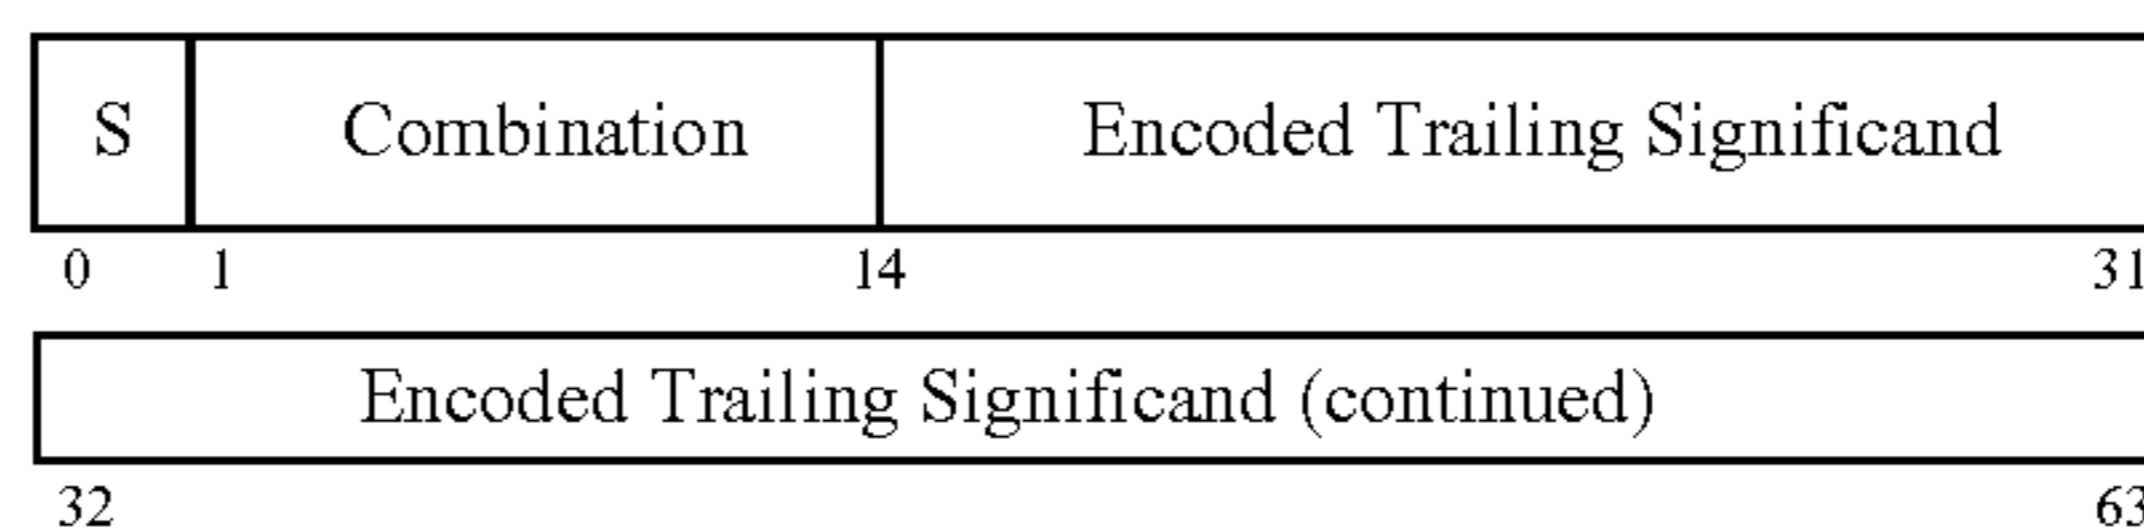 S Combination Encoded Trailing Significand
0 1 14 31
Encoded Trailing Significand (continued)
32 63